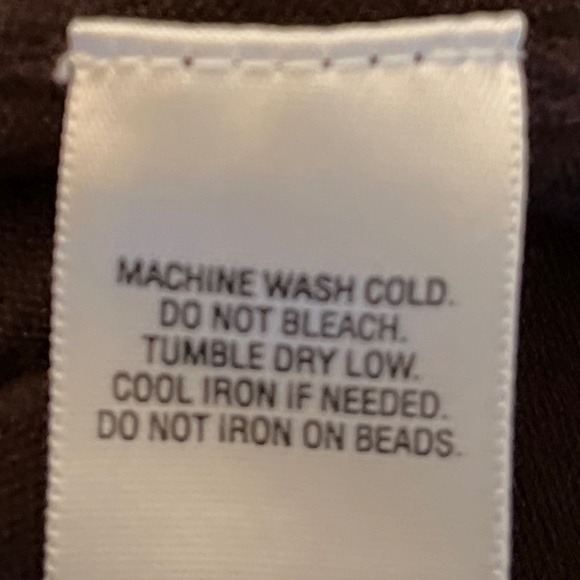 MACHINE WASH COLD.
DO NOT BLEACH.
TUMBLE DRY LOW.
COOL IRON IF NEEDED.
DO NOT IRON ON BEADS.